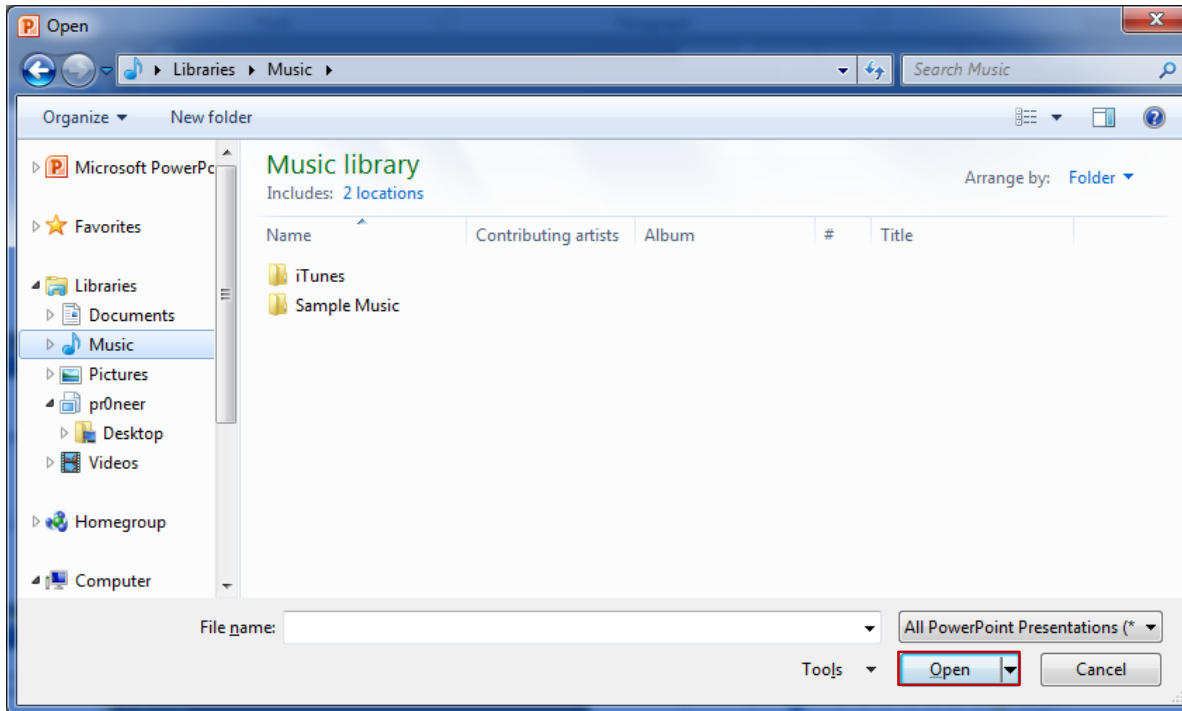 Open
Libraries Music
Search Music
Organize New folder
Microsoft PowerPo
Music library
Includes: 2 locations
Arrange by: Folder
Favorites
Name Contributing artists Album # Title
Libraries
Documents
Music
Pictures
pr0neer
Desktop
Videos
Homegroup
Computer
iTunes
Sample Music
File name:
All PowerPoint Presentations (*
Tools Open Cancel